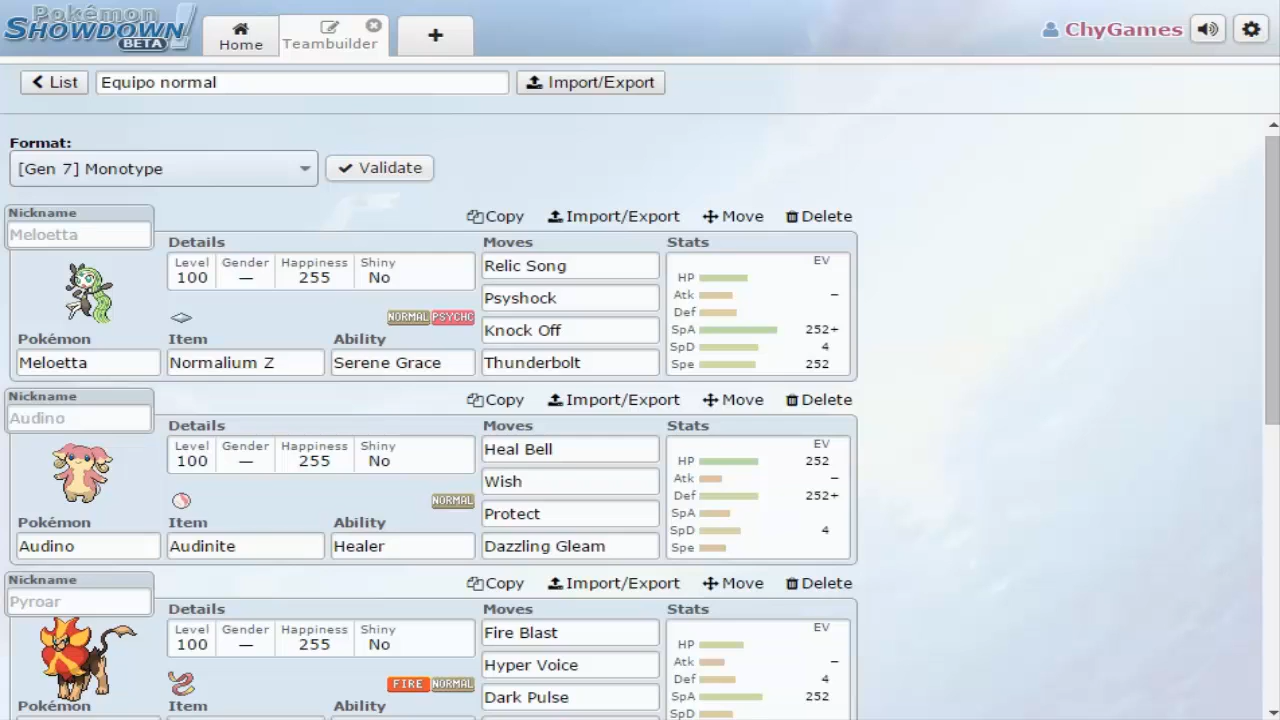 Pokémon
SHOWDOWN!
BETA
Home
Teambuilder
+
ChyGames
List
Equipo normal
Import/Export
Format:
[Gen 7] Monotype
Validate
Nickname
Meloetta
Copy Import/Export Move Delete
Details Moves Stats
Level Gender Happiness Shiny
100 — 255 No
NORMAL PSYCHC
Pokémon Item Ability
Meloetta Normalium Z Serene Grace
Relic Song
Psyshock
Knock Off
Thunderbolt
EV
HP
Atk –
Def
SpA 252+
SpD 4
Spe 252
Nickname
Audino
Copy Import/Export Move Delete
Details Moves Stats
Level Gender Happiness Shiny
100 — 255 No
NORMAL
Pokémon Item Ability
Audino Audinite Healer
Heal Bell
Wish
Protect
Dazzling Gleam
EV
HP 252
Atk –
Def 252+
SpA
SpD 4
Spe
Nickname
Pyroar
Copy Import/Export Move Delete
Details Moves Stats
Level Gender Happiness Shiny
100 — 255 No
FIRE NORMAL
Pokémon Item Ability
Fire Blast
Hyper Voice
Dark Pulse
EV
HP
Atk –
Def 4
SpA 252
SpD